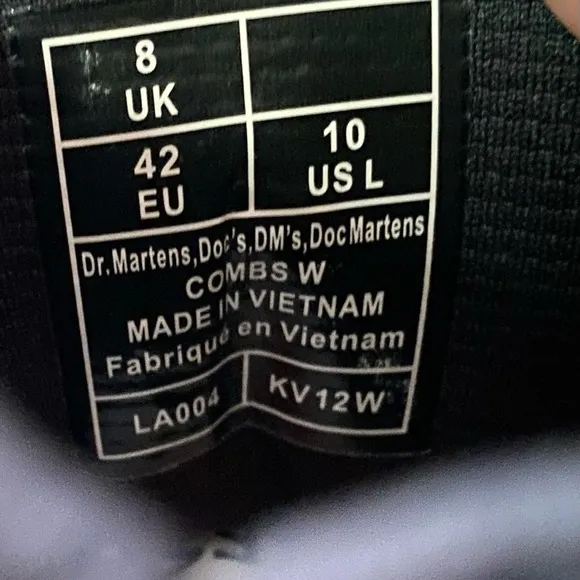 8
UK
42
EU
10
US L
Dr.Martens,Doc's,DM's,DocMartens
COMBS W
MADE IN VIETNAM
Fabriqué en Vietnam
LA004
KV12W